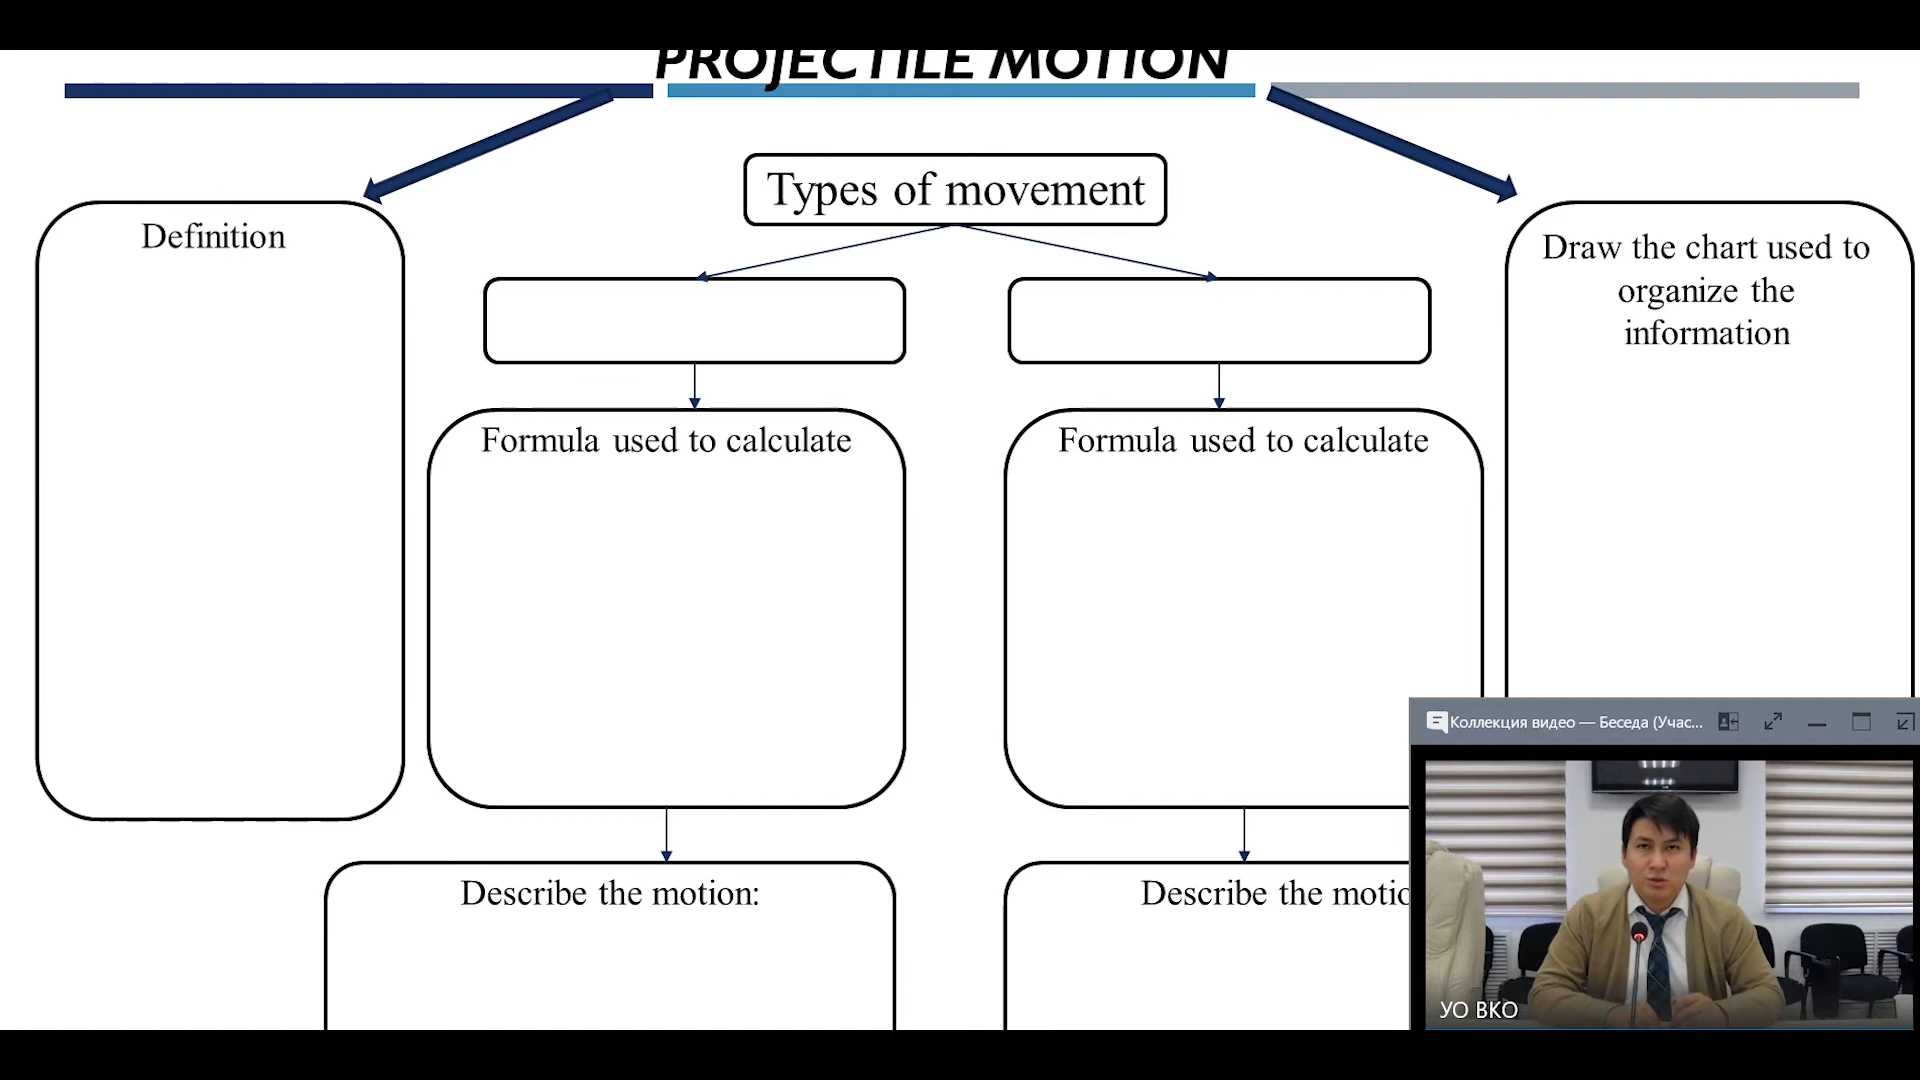 PROJECTILE MOTION
Types of movement
Definition
Draw the chart used to
organize the
information
Formula used to calculate
Formula used to calculate
Describe the motion:
Describe the motio
Коллекция видео — Беседа (Учас...
УО ВКО